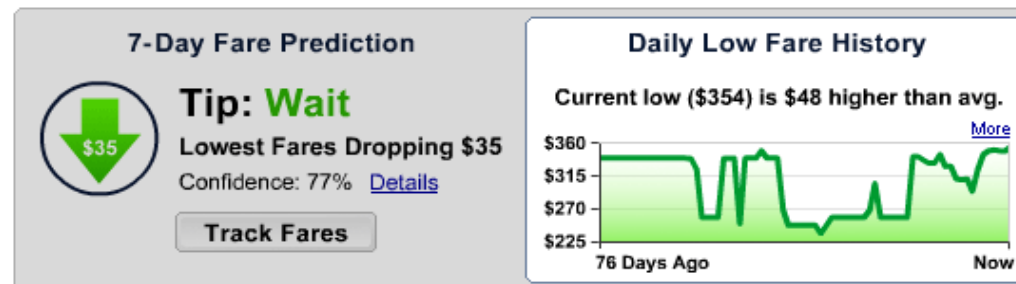 7-Day Fare Prediction
$35
Tip: Wait
Lowest Fares Dropping $35
Confidence: 77% Details
Track Fares
Daily Low Fare History
Current low ($354) is $48 higher than avg.
More
$360
$315
$270
$225
76 Days Ago Now